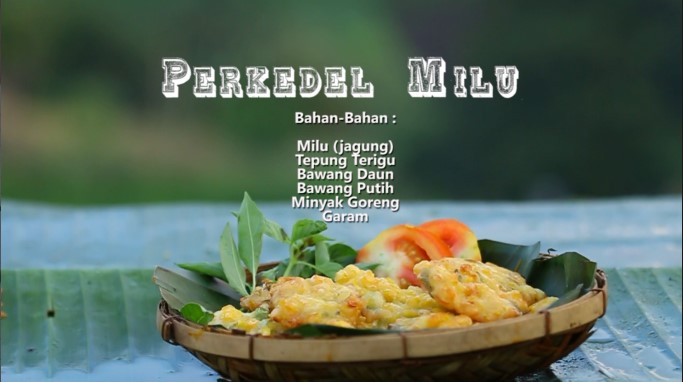 Perkedel Milu
Bahan-Bahan :
Milu (jagung)
Tepung Terigu
Bawang Daun
Bawang Putih
Minyak Goreng
Garam